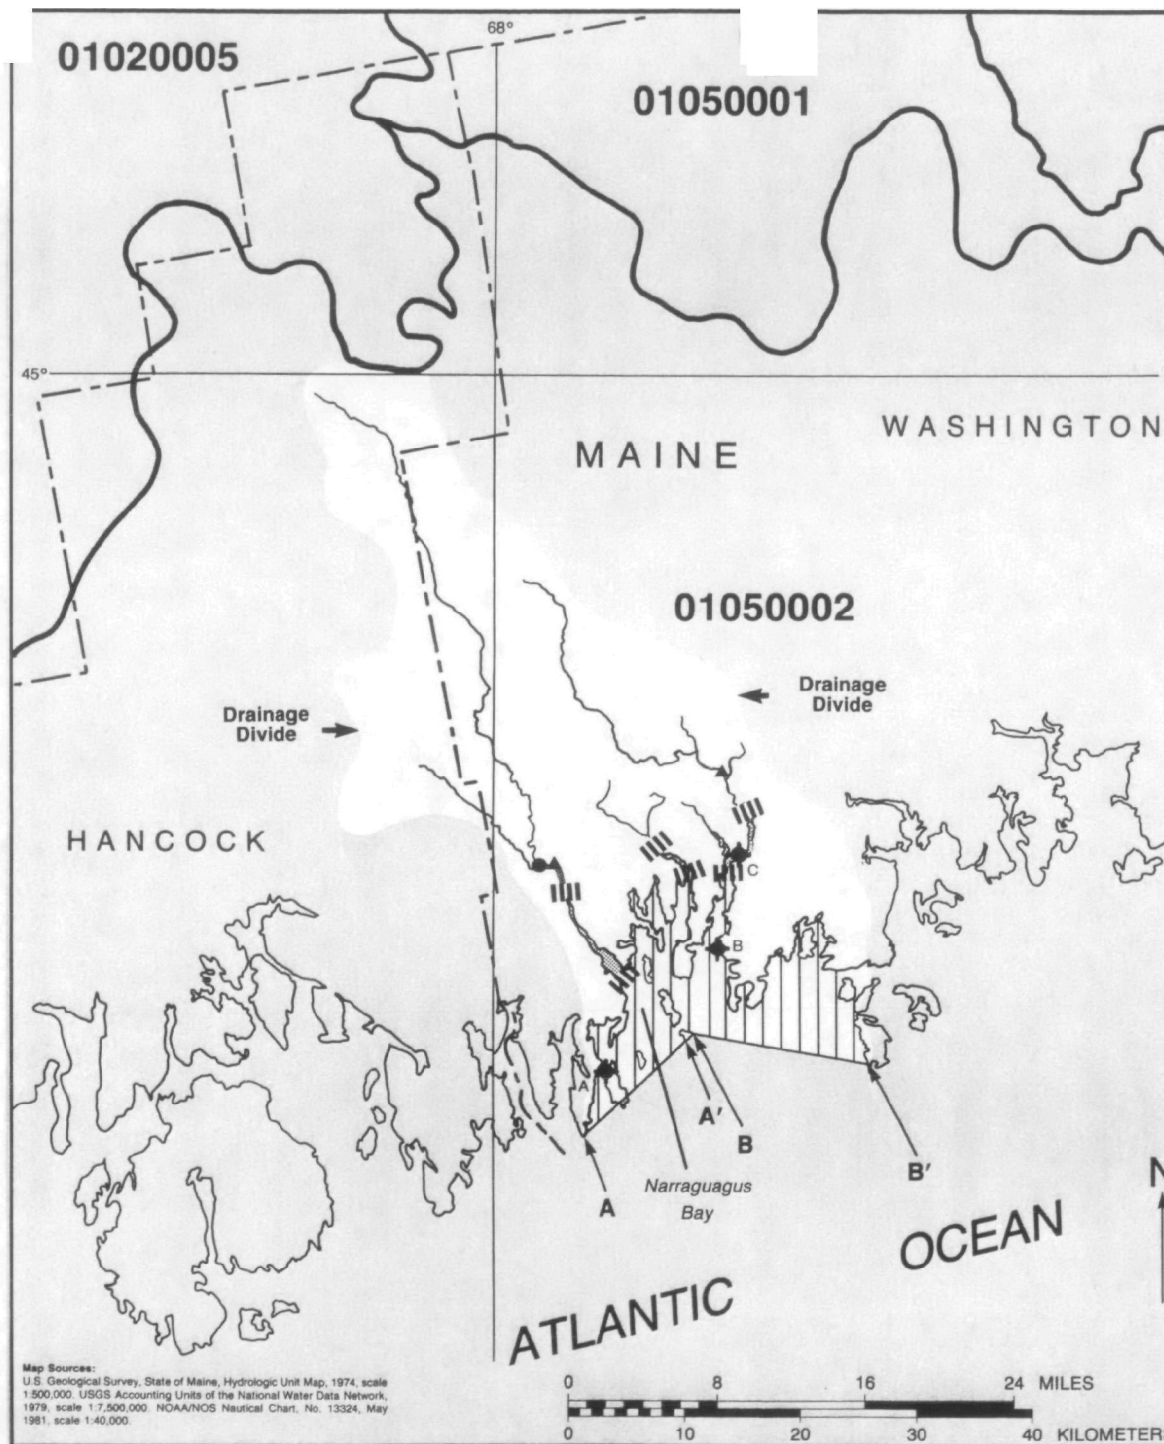 68°
01020005
01050001
45°
WASHINGTON
MAINE
01050002
Drainage
Divide
Drainage
Divide
HANCOCK
C
B
A
A'
B
B'
A
Narraguagus
Bay
N
ATLANTIC OCEAN
Map Sources:
U.S. Geological Survey, State of Maine, Hydrologic Unit Map, 1974, scale
1:500,000. USGS Accounting Units of the National Water Data Network,
1979, scale 1:7,500,000. NOAA/NOS Nautical Chart, No. 13324, May
1981, scale 1:40,000.
0 8 16 24 MILES
0 10 20 30 40 KILOMETER